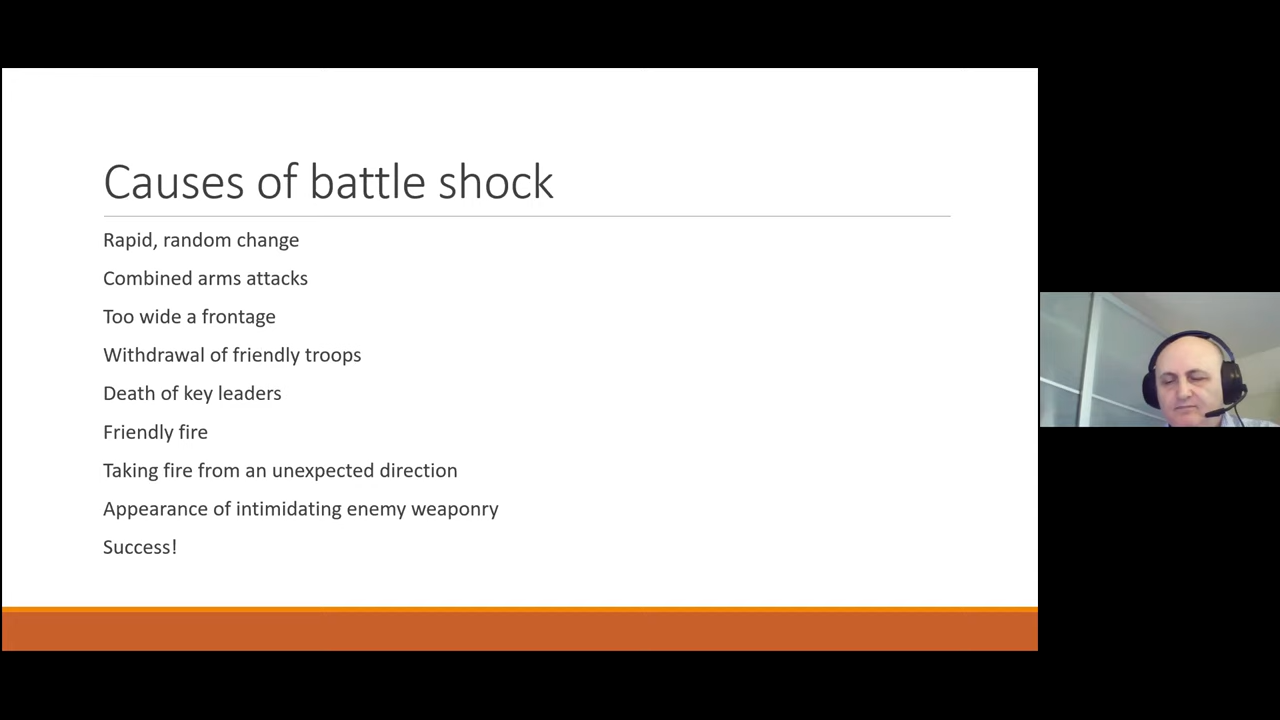 Causes of battle shock
Rapid, random change
Combined arms attacks
Too wide a frontage
Withdrawal of friendly troops
Death of key leaders
Friendly fire
Taking fire from an unexpected direction
Appearance of intimidating enemy weaponry
Success!